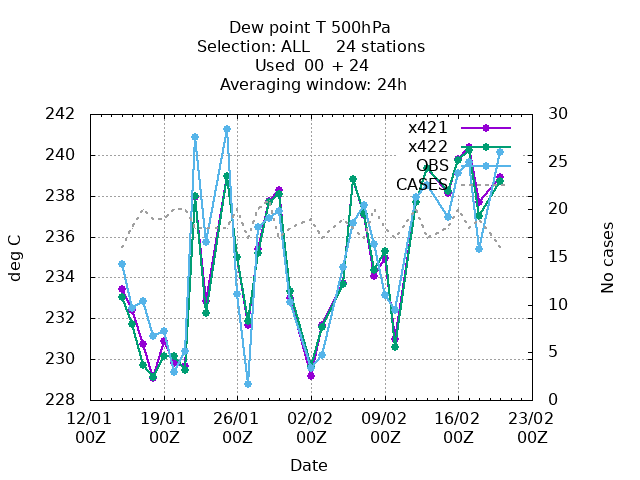 Dew point T 500hPa
Selection: ALL     24 stations
Used  00 + 24
Averaging window: 24h
242
240
238
236
234
232
230
228
30
25
20
15
10
5
0
x421
x422
OBS
CASES
deg C
No cases
12/01 19/01 26/01 02/02 09/02 16/02 23/02
00Z 00Z 00Z 00Z 00Z 00Z 00Z
Date